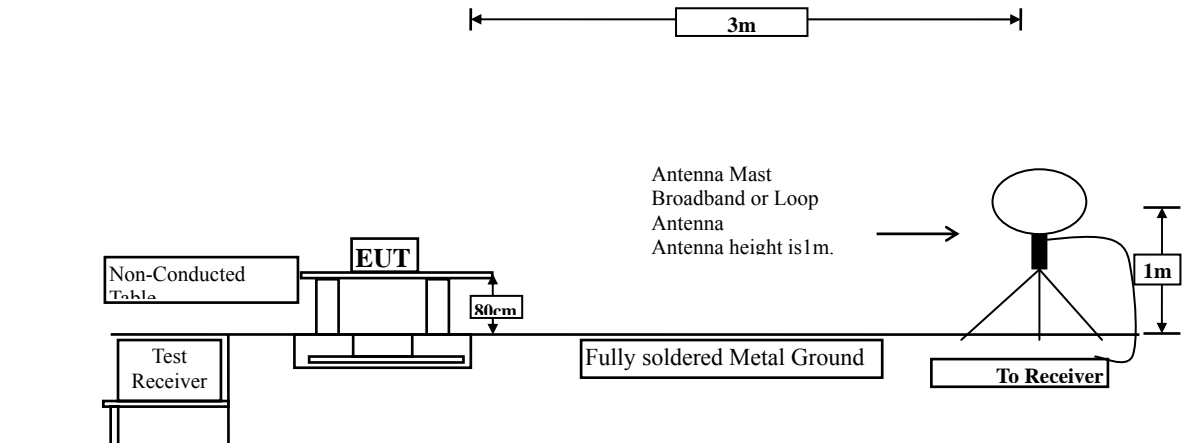 3m
Antenna Mast
Broadband or Loop
Antenna
Antenna height is1m.
EUT
Non-Conducted
Table
80cm
1m
Test
Receiver
Fully soldered Metal Ground
To Receiver